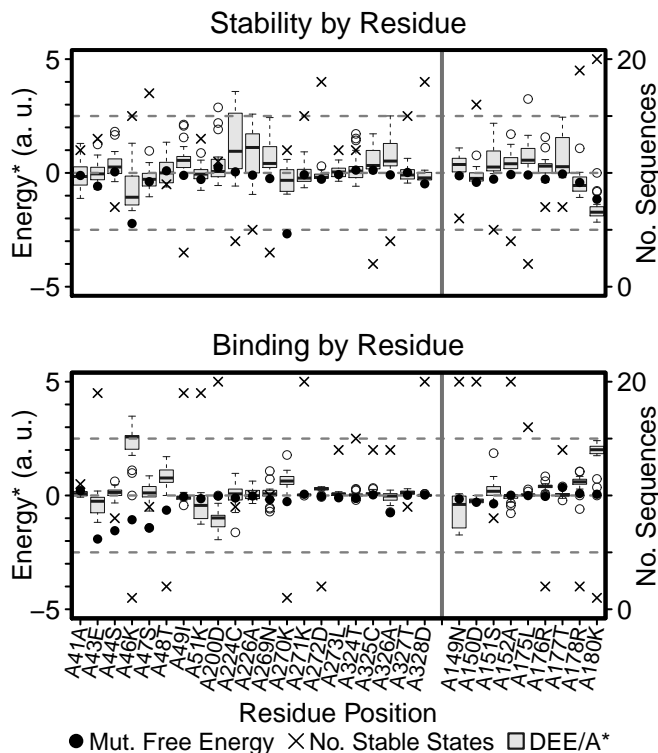 Stability by Residue
Energy* (a. u.)
5
0
−5
20
10
0
No. Sequences
Binding by Residue
Energy* (a. u.)
5
0
−5
20
10
0
No. Sequences
A41A
A43E
A44S
A46K
A47S
A48T
A49I
A51K
A200D
A224C
A226A
A269N
A270K
A271K
A272D
A273L
A324T
A325C
A326A
A327T
A328D
A149N
A150D
A151S
A152A
A175L
A176R
A177T
A178R
A180K
Residue Position
Mut. Free Energy No. Stable States DEE/A*